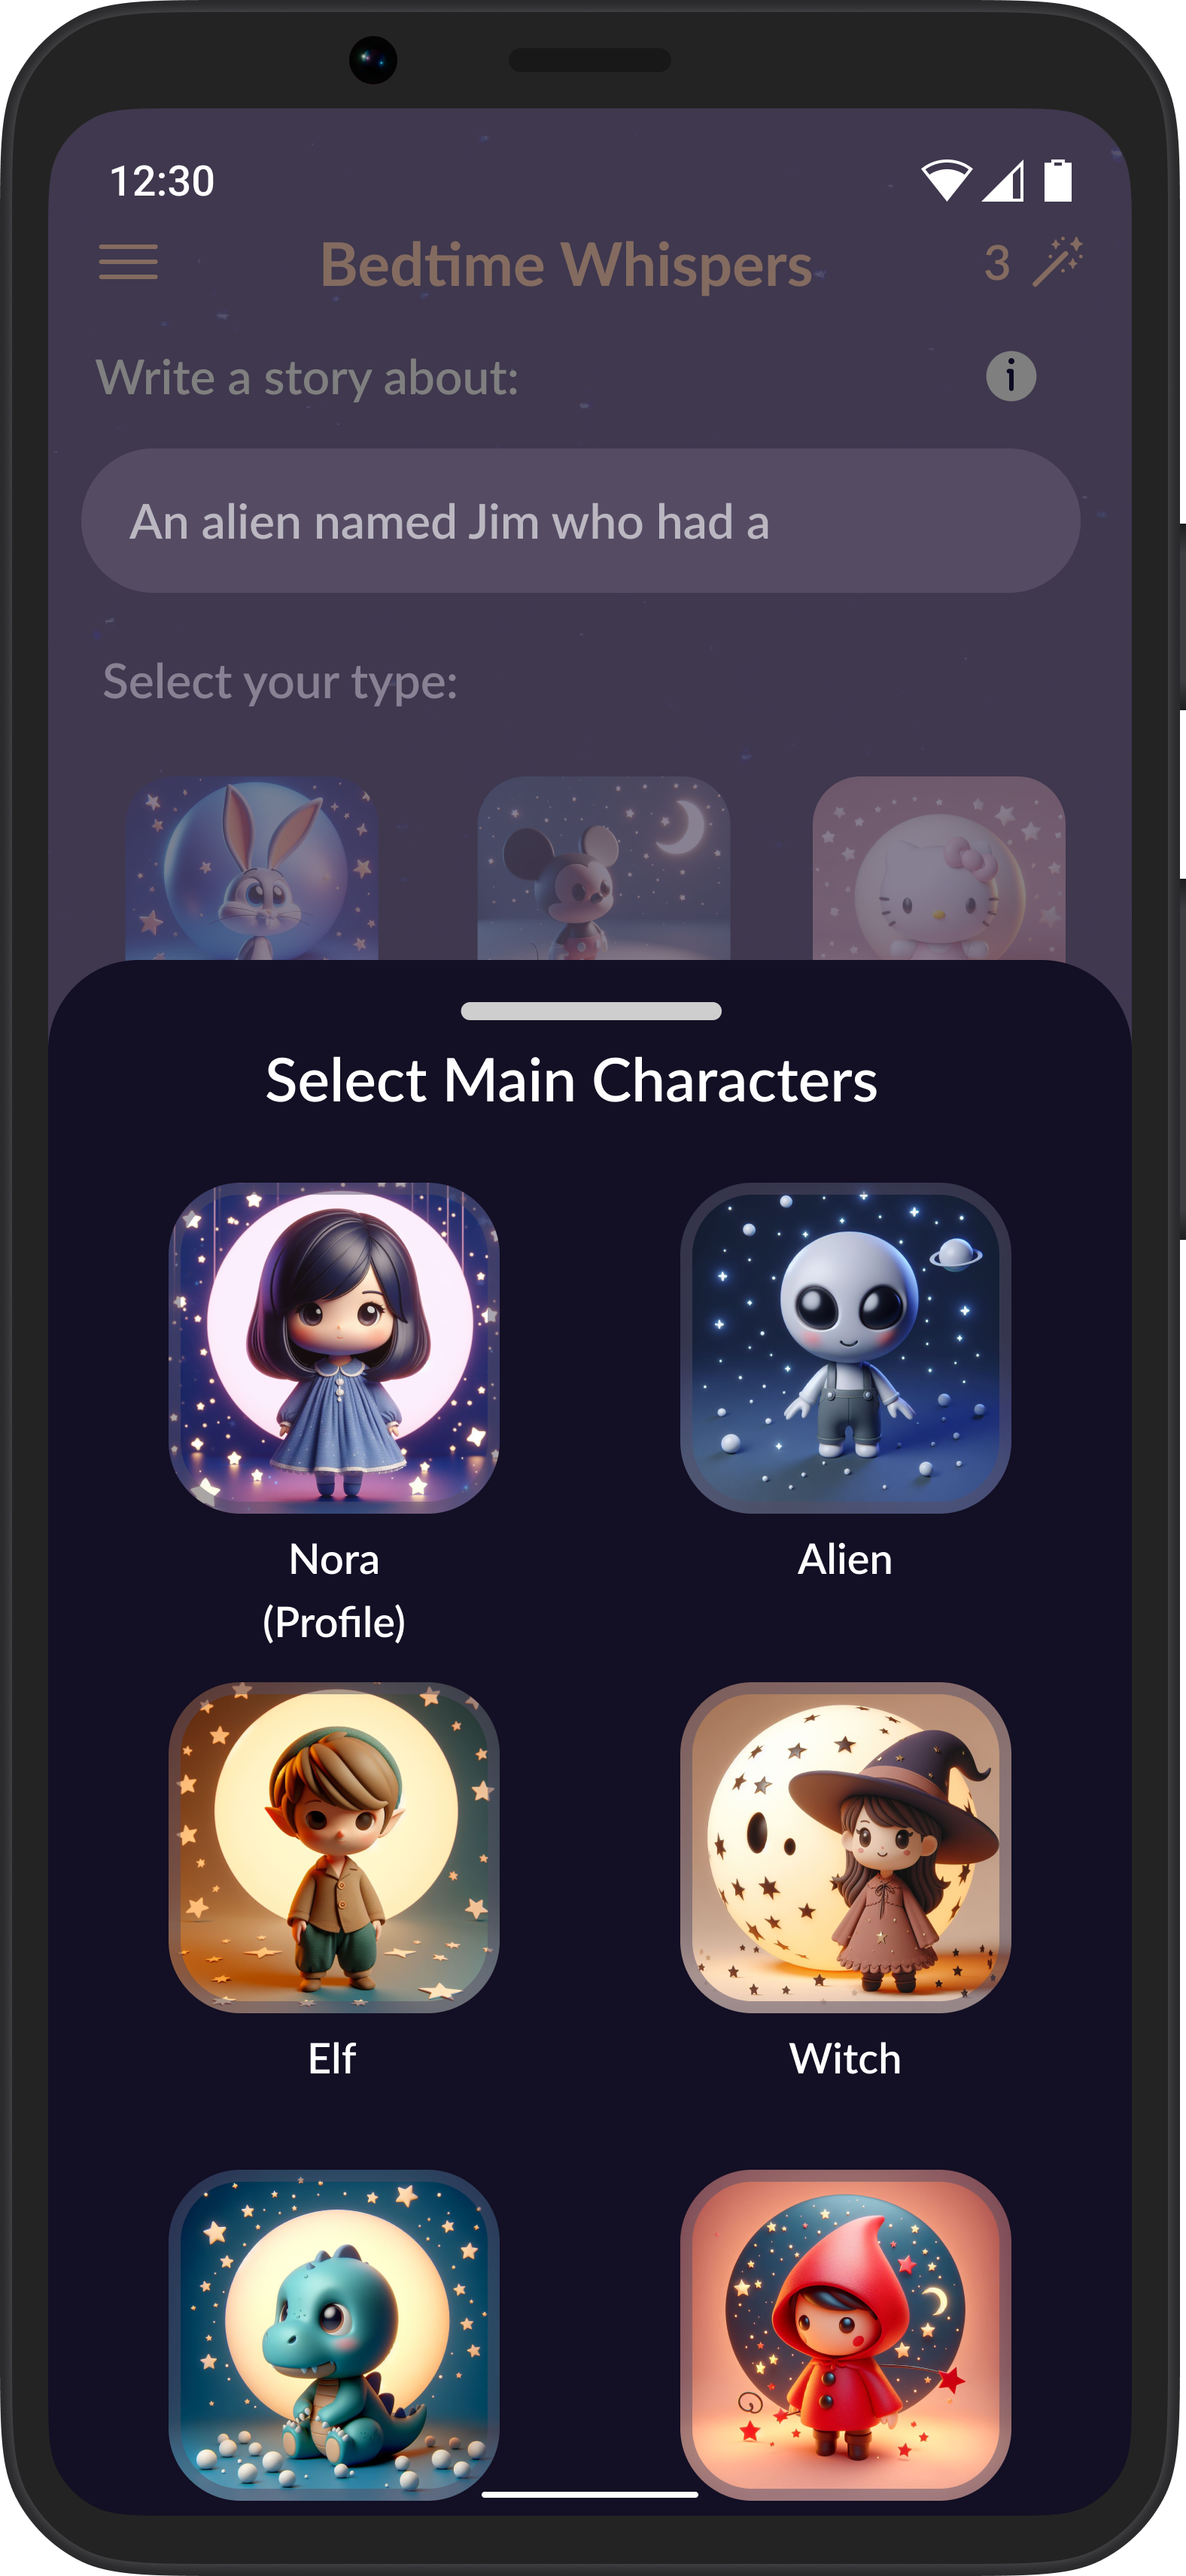 12:30
Bedtime Whispers
3
Write a story about:
An alien named Jim who had a
Select your type:
Select Main Characters
Nora
(Profile)
Alien
Elf
Witch